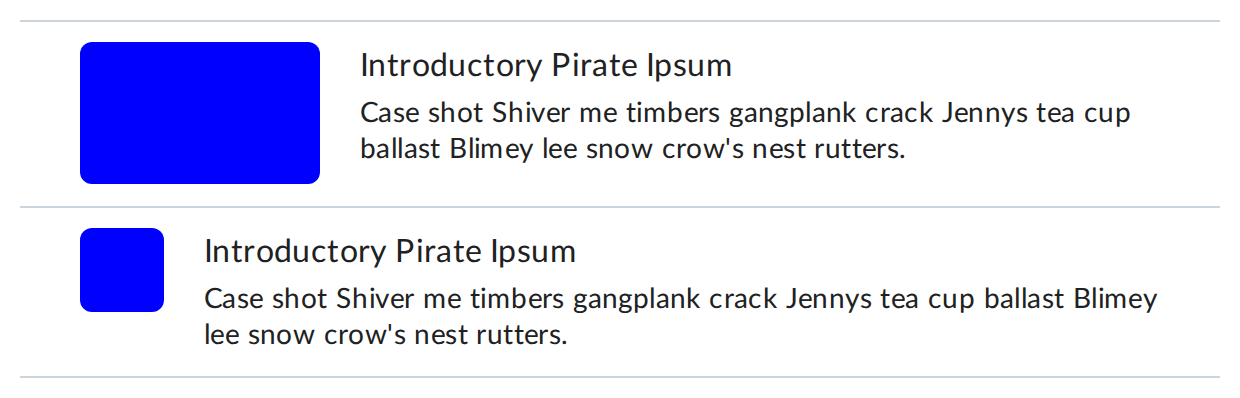 Introductory Pirate Ipsum
Case shot Shiver me timbers gangplank crack Jennys tea cup
ballast Blimey lee snow crow's nest rutters.
Introductory Pirate Ipsum
Case shot Shiver me timbers gangplank crack Jennys tea cup ballast Blimey
lee snow crow's nest rutters.